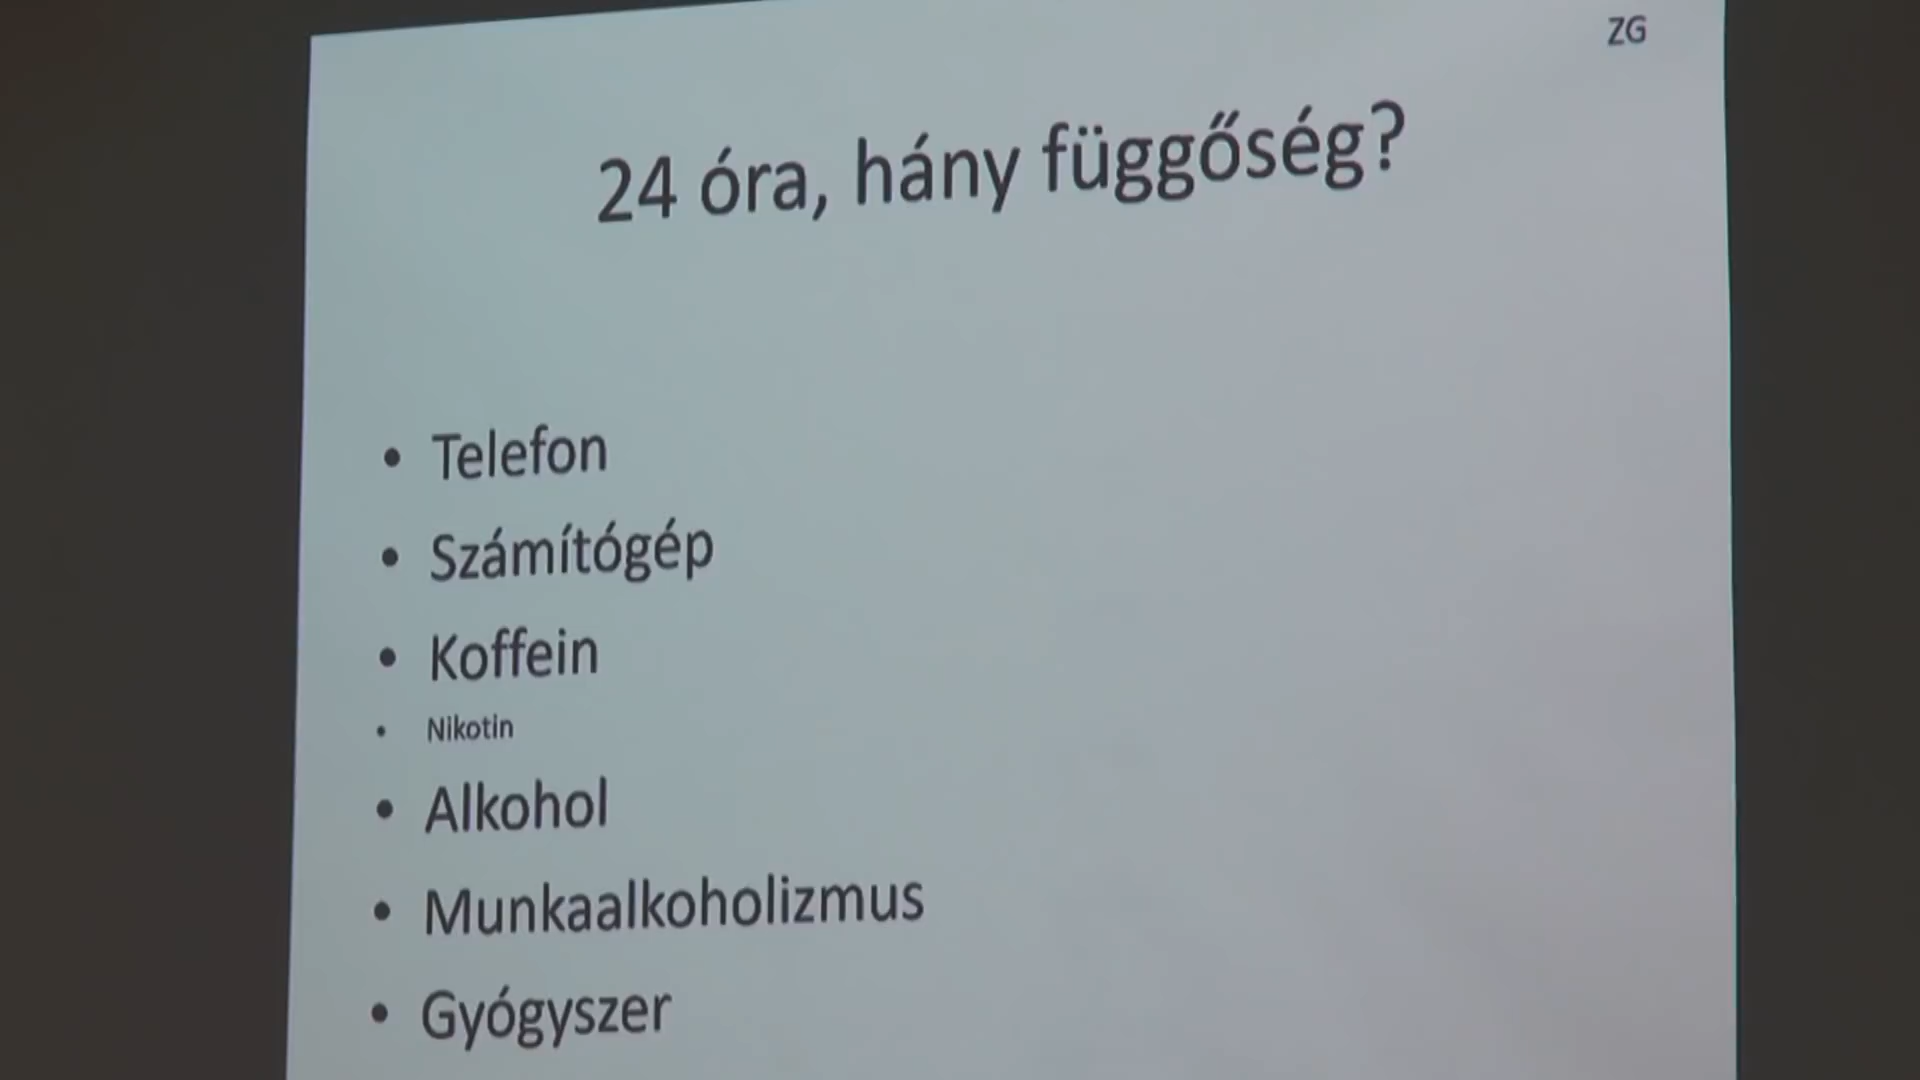 ZG
24 óra, hány függőség?
• Telefon
• Számítógép
• Koffein
• Nikotin
• Alkohol
• Munkaalkoholizmus
• Gyógyszer